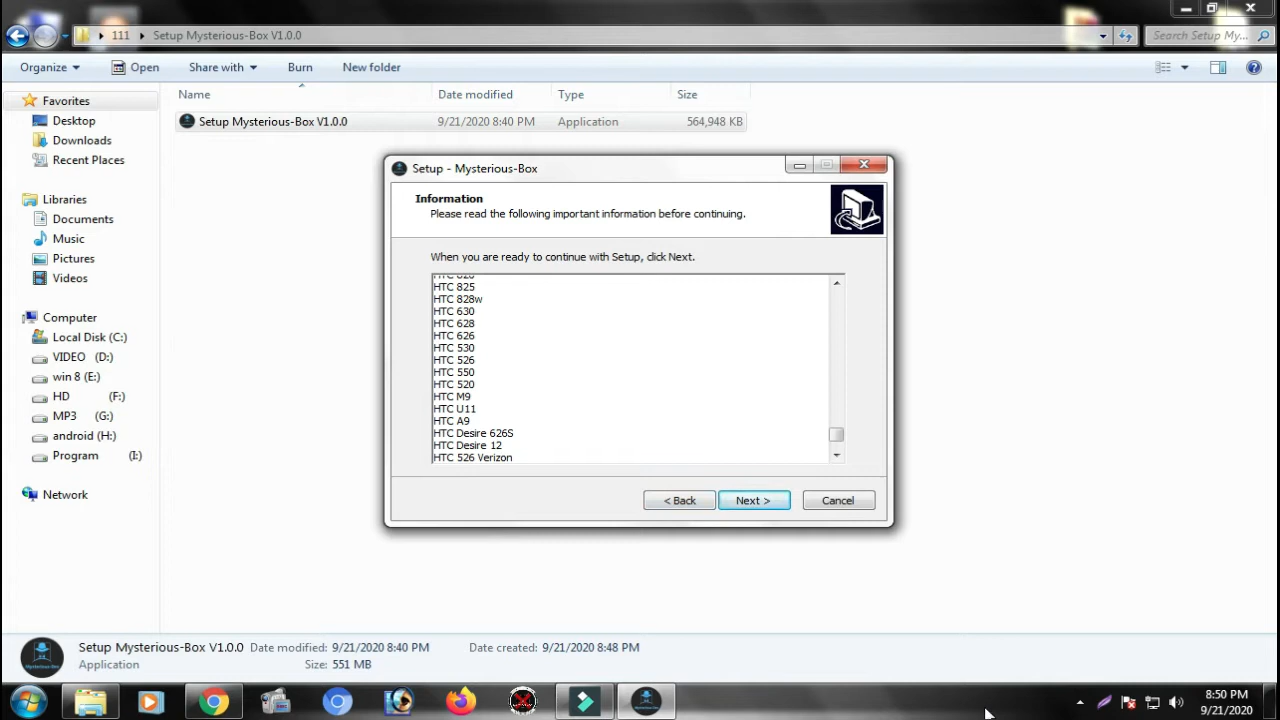 111
Setup Mysterious-Box V1.0.0
Search Setup My...
Organize
Open
Share with
Burn
New folder
Name
Date modified
Type
Size
Setup Mysterious-Box V1.0.0
9/21/2020 8:40 PM
Application
564,948 KB
Favorites
Desktop
Downloads
Recent Places
Libraries
Documents
Music
Pictures
Videos
Computer
Local Disk (C:)
VIDEO (D:)
win 8 (E:)
HD (F:)
MP3 (G:)
android (H:)
Program (I:)
Network
Setup - Mysterious-Box
Information
Please read the following important information before continuing.
When you are ready to continue with Setup, click Next.
HTC 825
HTC 828w
HTC 630
HTC 628
HTC 626
HTC 530
HTC 526
HTC 550
HTC 520
HTC M9
HTC U11
HTC A9
HTC Desire 626S
HTC Desire 12
HTC 526 Verizon
< Back
Next >
Cancel
Setup Mysterious-Box V1.0.0
Date modified: 9/21/2020 8:40 PM
Date created: 9/21/2020 8:48 PM
Application
Size: 551 MB
8:50 PM
9/21/2020